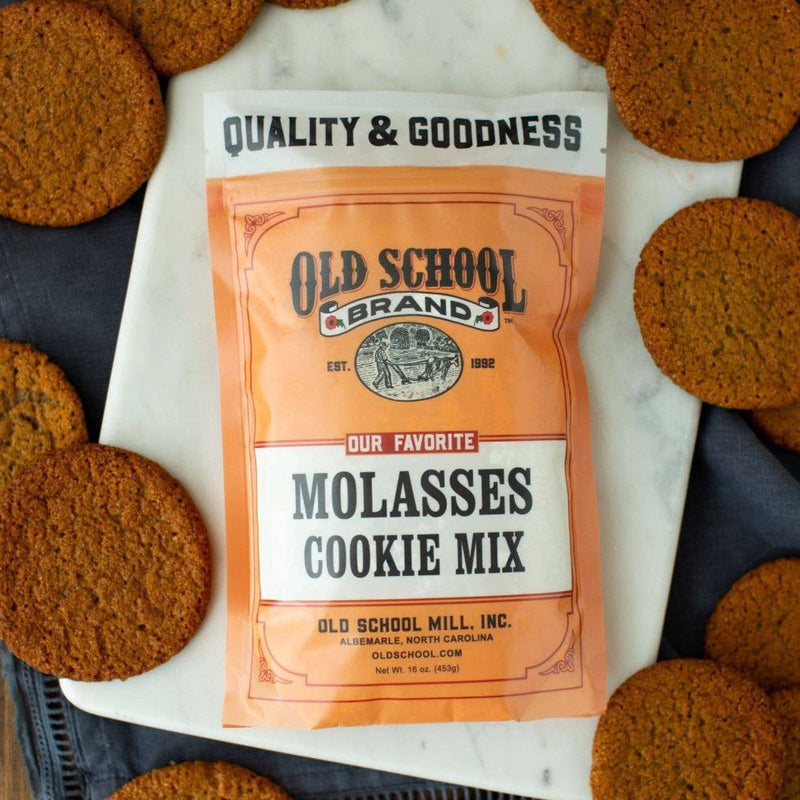 QUALITY & GOODNESS
OLD SCHOOL
BRAND™
EST. 1992
OUR FAVORITE
MOLASSES
COOKIE MIX
OLD SCHOOL MILL, INC.
ALBEMARLE, NORTH CAROLINA
OLDSCHOOL.COM
Net Wt. 16 oz. (453g)